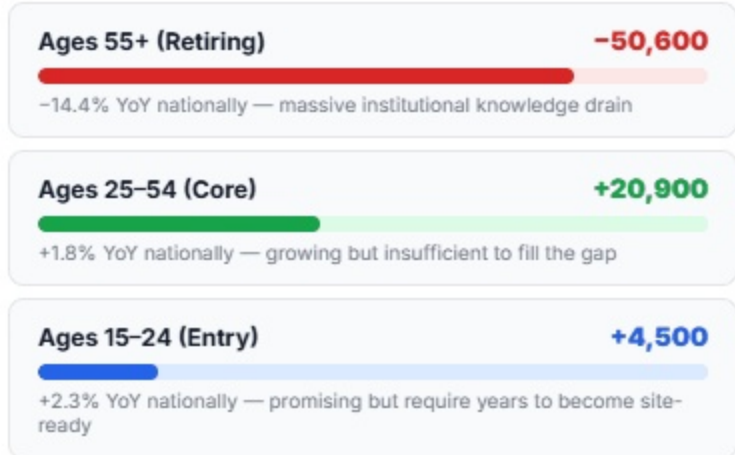 Ages 55+ (Retiring)
−50,600
−14.4% YoY nationally — massive institutional knowledge drain
Ages 25–54 (Core)
+20,900
+1.8% YoY nationally — growing but insufficient to fill the gap
Ages 15–24 (Entry)
+4,500
+2.3% YoY nationally — promising but require years to become site-
ready